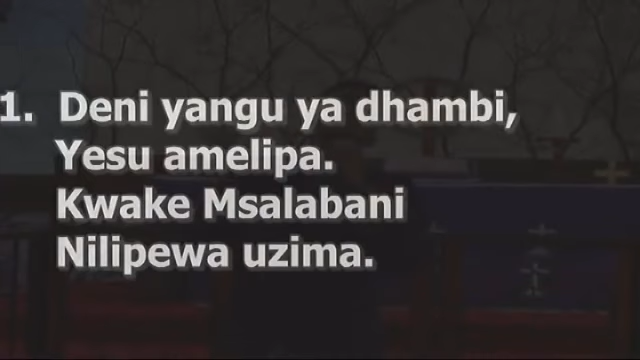 1. Deni yangu ya dhambi,
Yesu amelipa.
Kwake Msalabani
Nilipewa uzima.